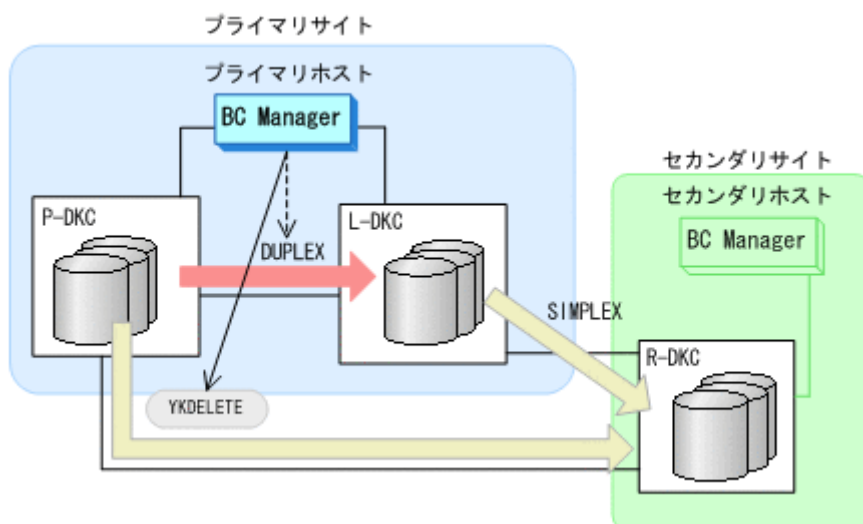 プライマリサイト
プライマリホスト
BC Manager
セカンダリサイト
セカンダリホスト
BC Manager
P-DKC
L-DKC
DUPLEX
SIMPLEX
R-DKC
YKDELETE